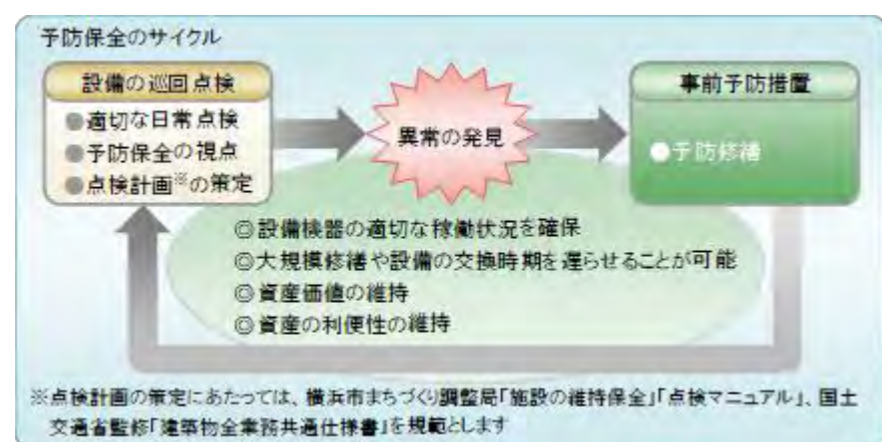 予防保全のサイクル
設備の巡回点検
●適切な日常点検
●予防保全の視点
●点検計画※の策定
異常の発見
事前予防措置
●予防修繕
◎設備機器の適切な稼働状況を確保
◎大規模修繕や設備の交換時期を遅らせることが可能
◎資産価値の維持
◎資産の利便性の維持
※点検計画の策定にあたっては、横浜市まちづくり調整局「施設の維持保全」「点検マニュアル」、国土
交通省監修「建築物全業務共通仕様書」を規範とします